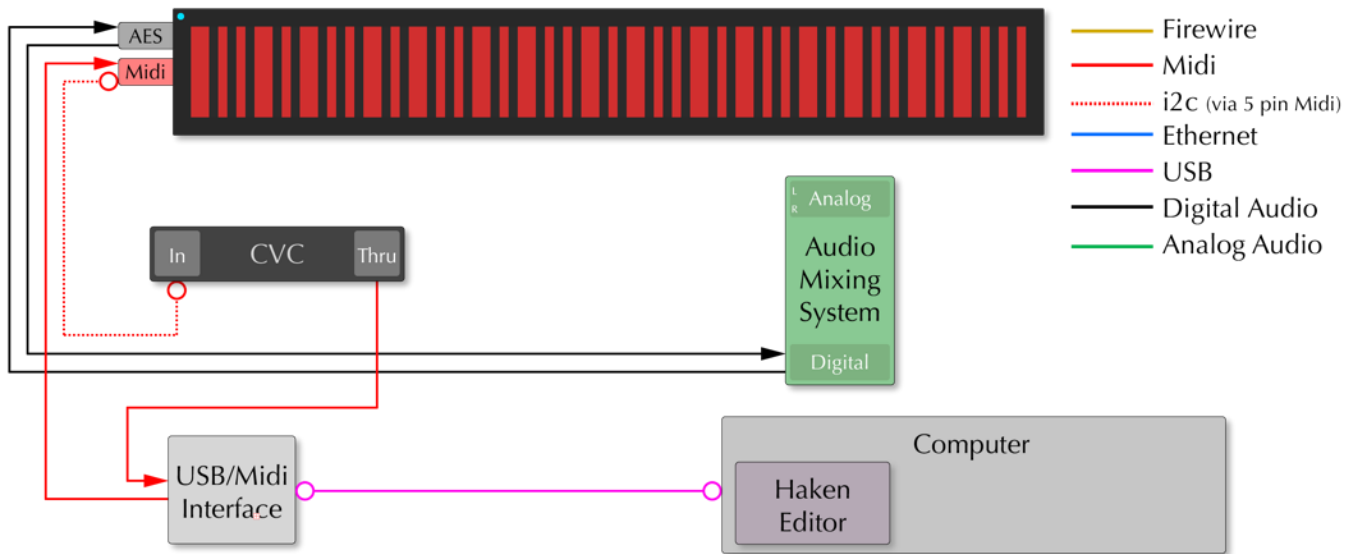 AES
Midi
Firewire
Midi
i2c (via 5 pin Midi)
Ethernet
USB
Digital Audio
Analog Audio
L
R
Analog
Audio
Mixing
System
Digital
In
CVC
Thru
USB/Midi
Interface
Computer
Haken
Editor